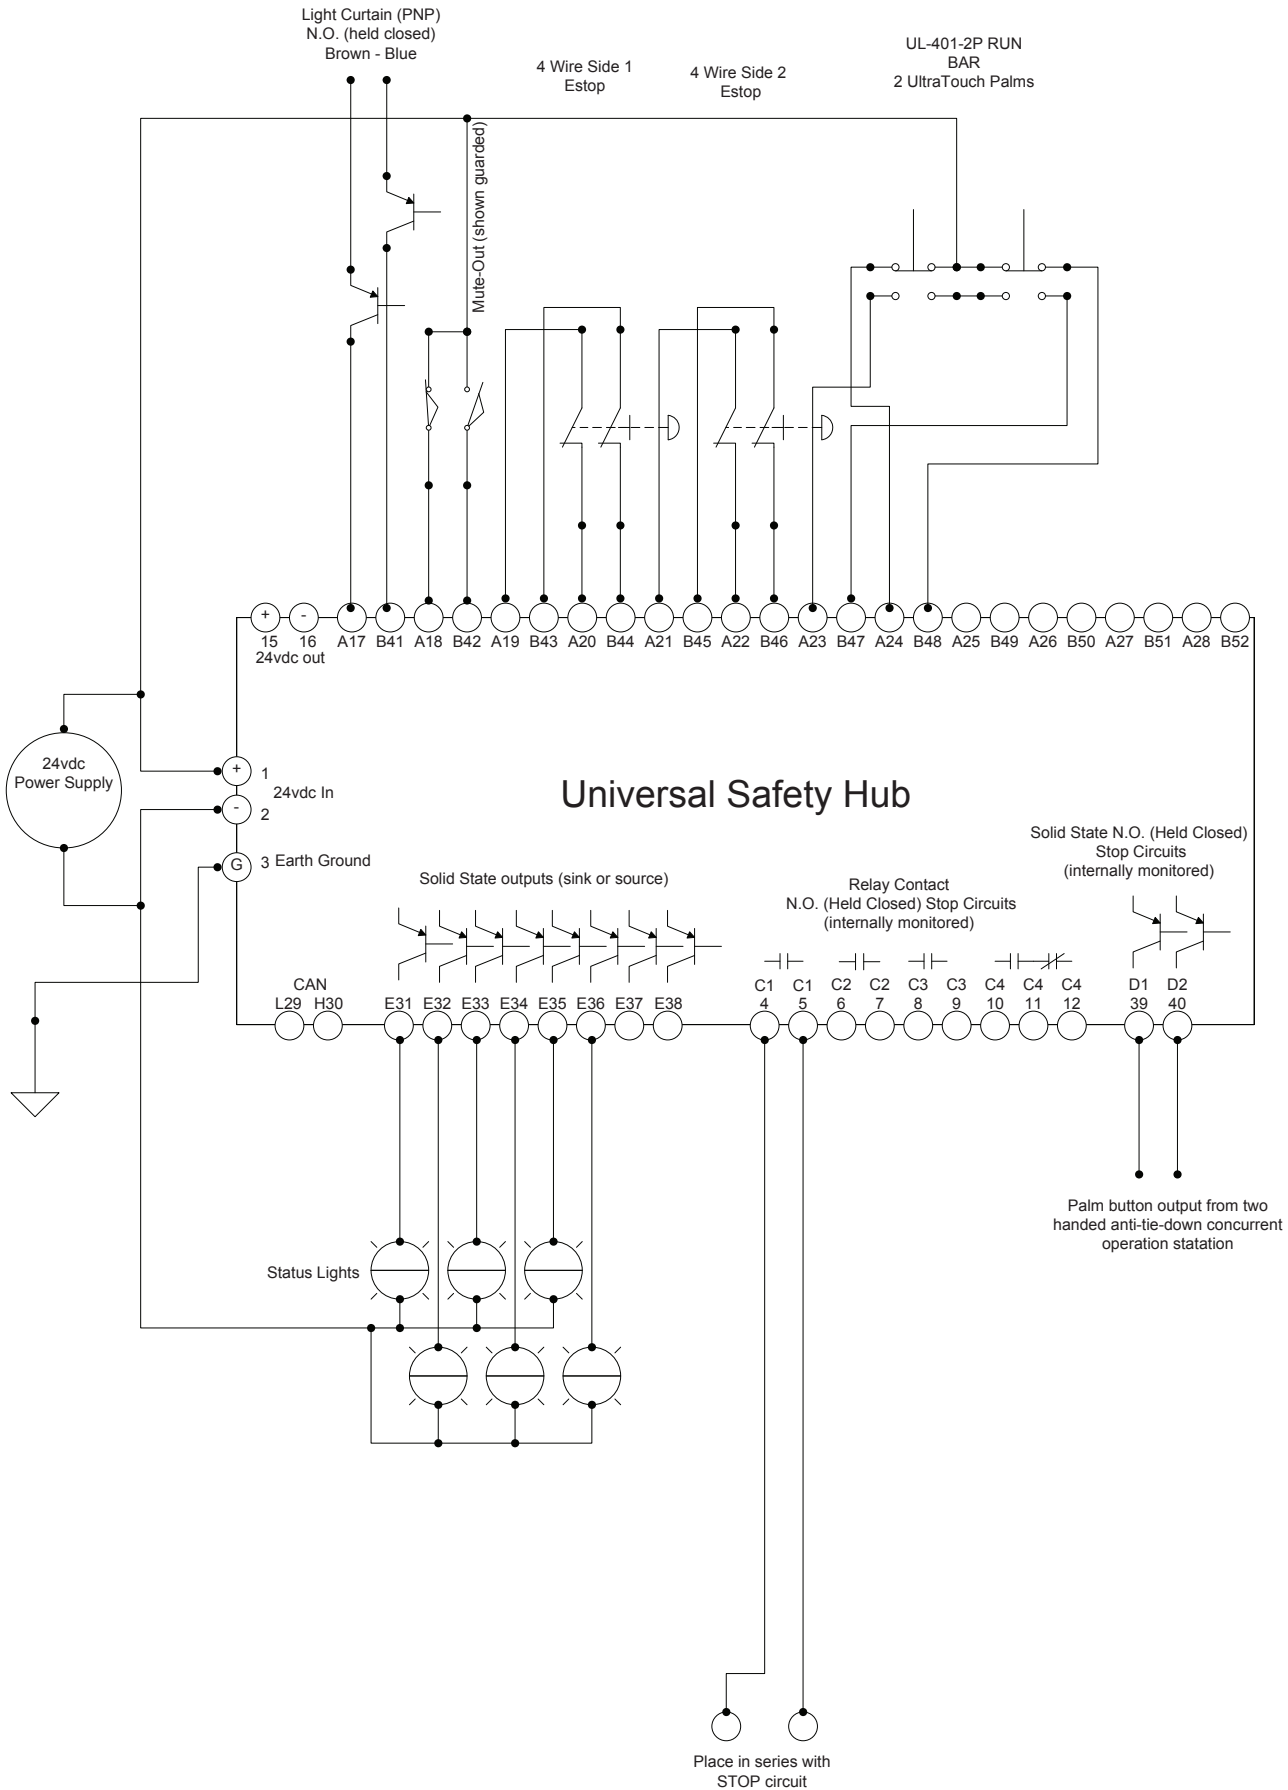 Light Curtain (PNP)
N.O. (held closed)
Brown - Blue
4 Wire Side 1
Estop
4 Wire Side 2
Estop
UL-401-2P RUN
BAR
2 UltraTouch Palms
Mute-Out (shown guarded)
+ -
15 16 A17 B41 A18 B42 A19 B43 A20 B44 A21 B45 A22 B46 A23 B47 A24 B48 A25 B49 A26 B50 A27 B51 A28 B52
24vdc out
24vdc
Power Supply
+ 1
24vdc In
- 2
G 3 Earth Ground
Universal Safety Hub
Solid State outputs (sink or source)
Relay Contact
N.O. (Held Closed) Stop Circuits
(internally monitored)
Solid State N.O. (Held Closed)
Stop Circuits
(internally monitored)
CAN
L29 H30
E31 E32 E33 E34 E35 E36 E37 E38
C1 C1 C2 C2 C3 C3 C4 C4 C4
4 5 6 7 8 9 10 11 12
D1 D2
39 40
Palm button output from two
handed anti-tie-down concurrent
operation statation
Status Lights
Place in series with
STOP circuit